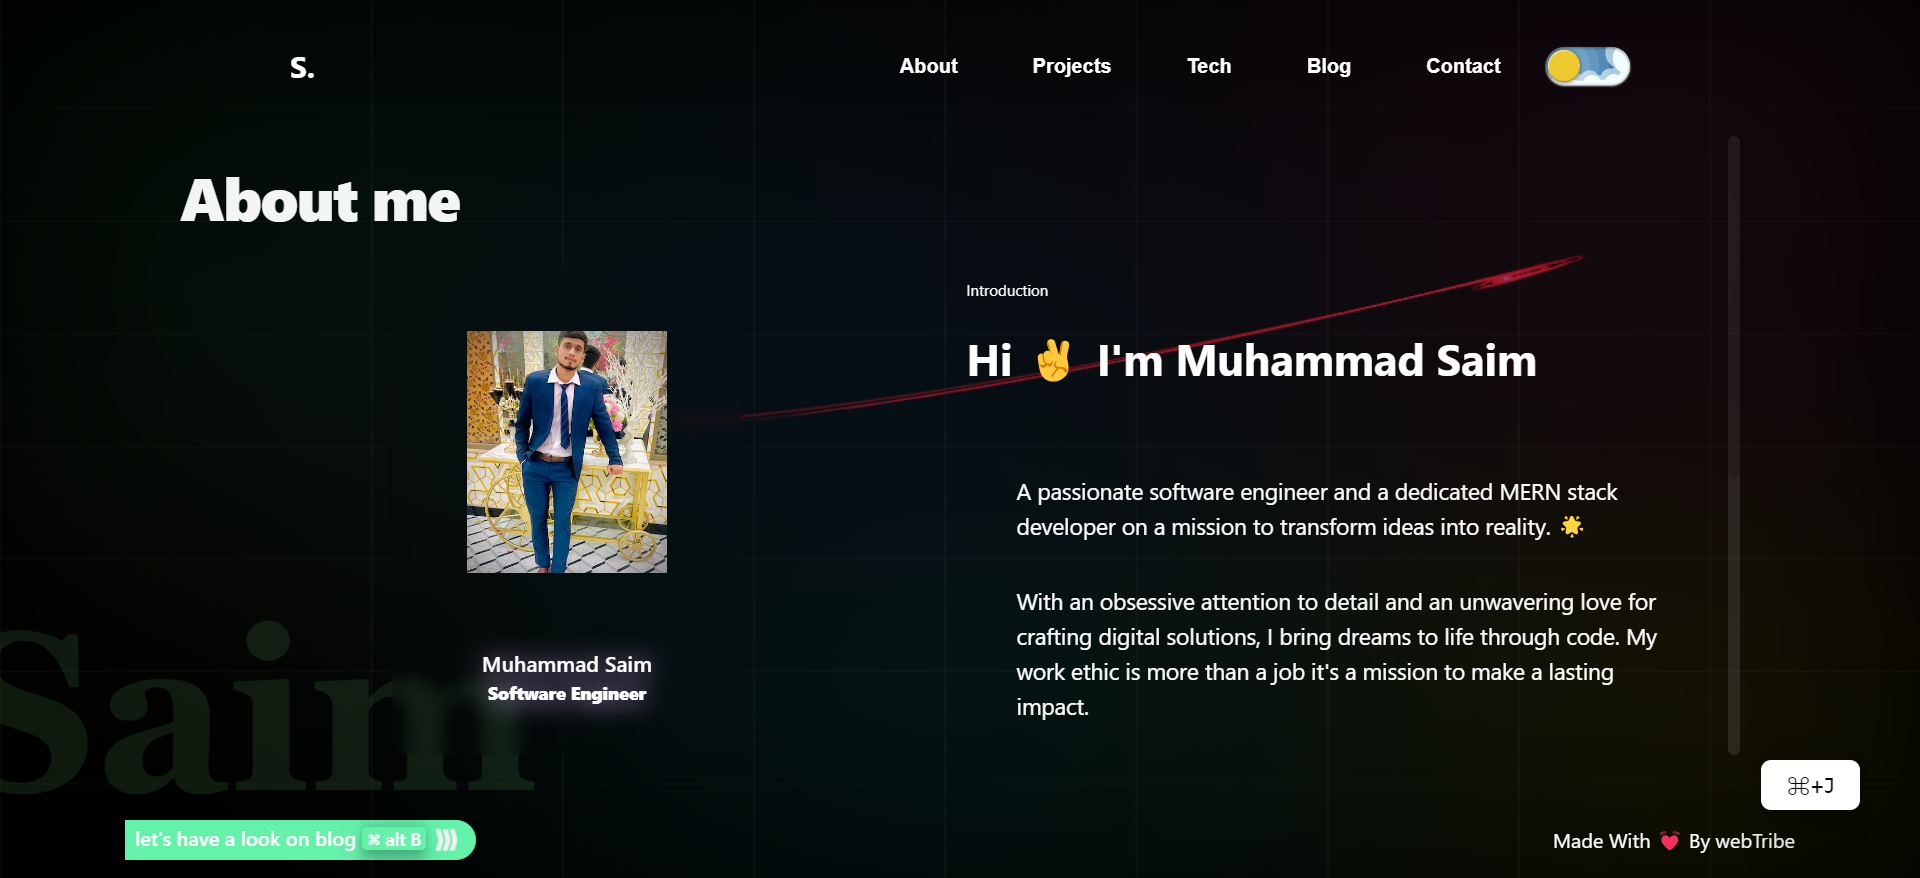 S.
About Projects Tech Blog Contact
About me
Introduction
Hi ✌ I'm Muhammad Saim
A passionate software engineer and a dedicated MERN stack
developer on a mission to transform ideas into reality. 🌟
With an obsessive attention to detail and an unwavering love for
crafting digital solutions, I bring dreams to life through code. My
work ethic is more than a job it's a mission to make a lasting
impact.
Muhammad Saim
Software Engineer
Saim
⌘+J
let's have a look on blog ⌘ alt B
Made With 💓 By webTribe